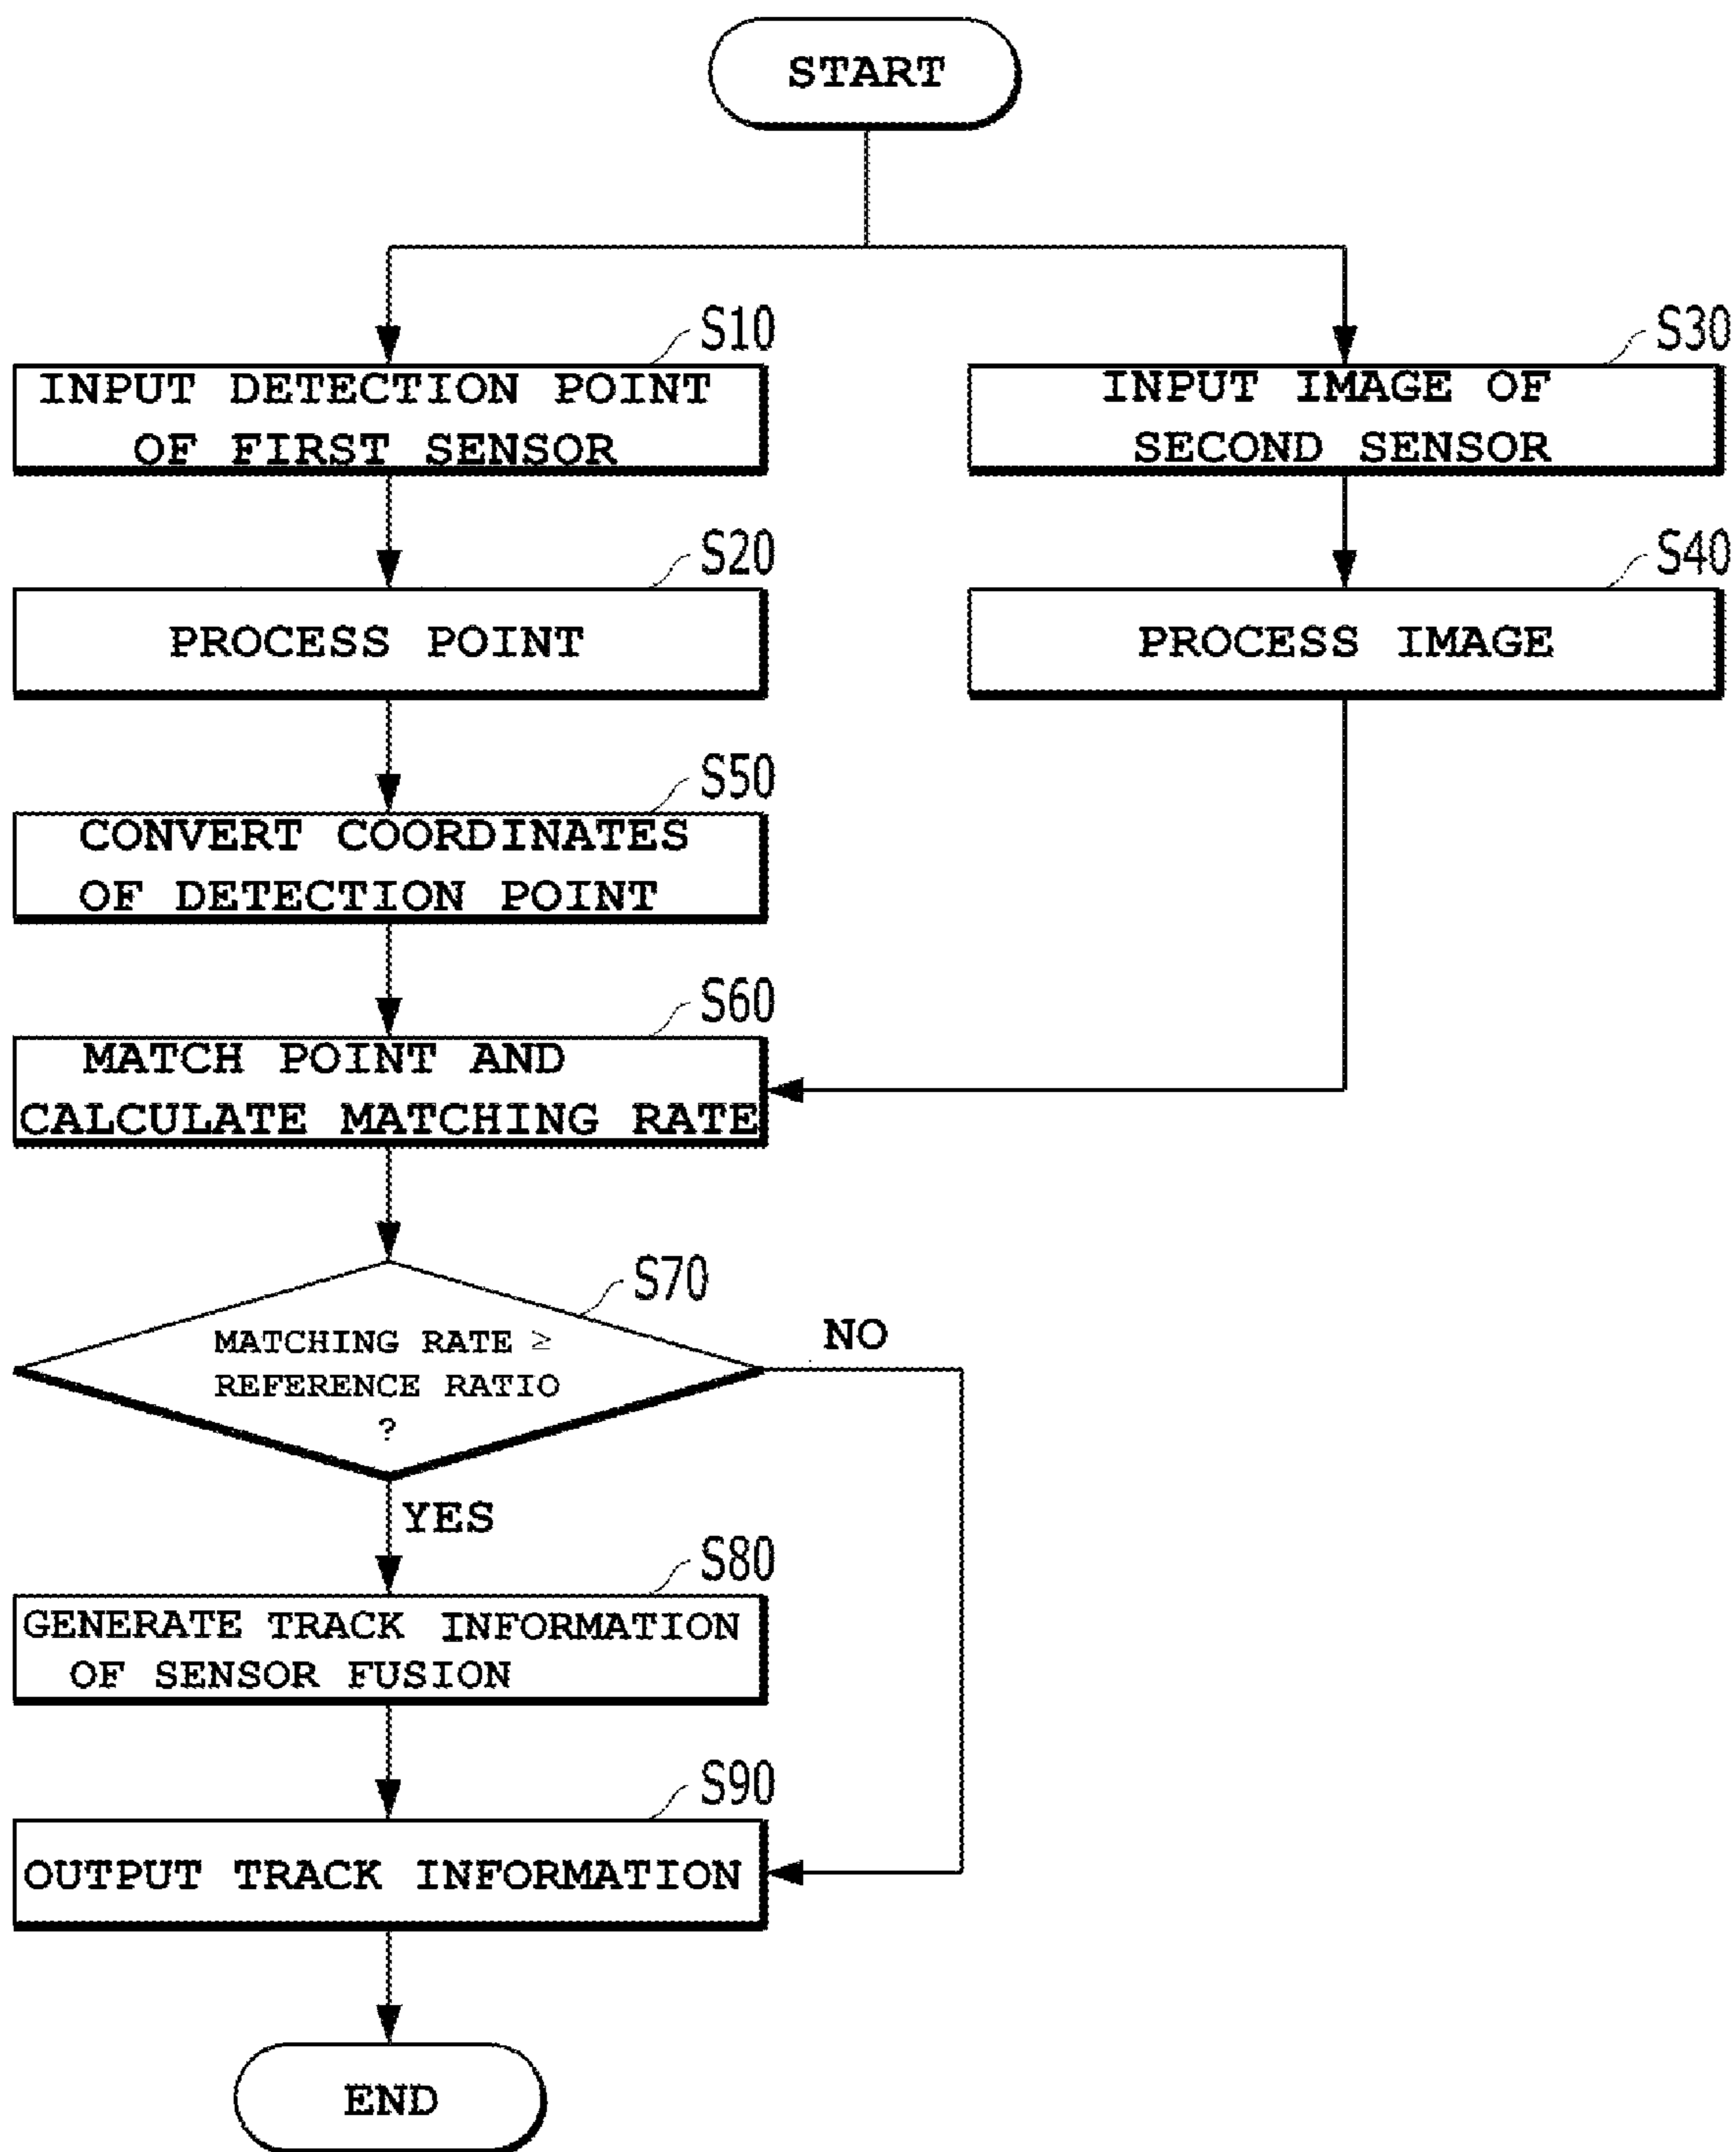 START
S10
INPUT DETECTION POINT
OF FIRST SENSOR
S30
INPUT IMAGE OF
SECOND SENSOR
S20
PROCESS POINT
S40
PROCESS IMAGE
S50
CONVERT COORDINATES
OF DETECTION POINT
S60
MATCH POINT AND
CALCULATE MATCHING RATE
S70
MATCHING RATE ≥
REFERENCE RATIO
?
NO
YES
S80
GENERATE TRACK INFORMATION
OF SENSOR FUSION
S90
OUTPUT TRACK INFORMATION
END